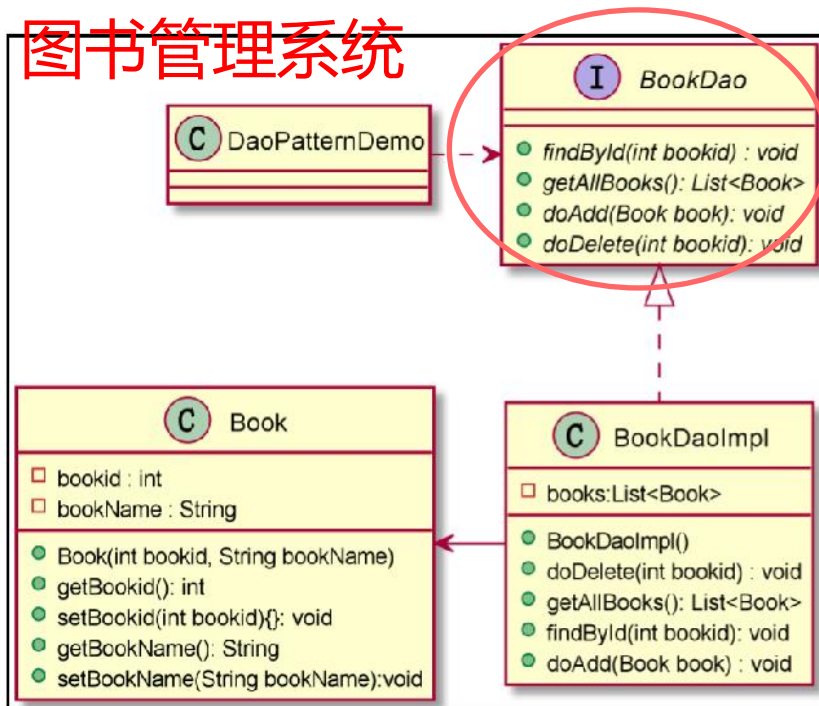 图书管理系统
I BookDao
findById(int bookid) : void
getAllBooks(): List<Book>
doAdd(Book book): void
doDelete(int bookid): void
C DaoPatternDemo
C Book
bookid : int
bookName : String
Book(int bookid, String bookName)
getBookid(): int
setBookid(int bookid){}: void
getBookName(): String
setBookName(String bookName):void
C BookDaoImpl
books:List<Book>
BookDaoImpl()
doDelete(int bookid) : void
getAllBooks(): List<Book>
findById(int bookid): void
doAdd(Book book) : void